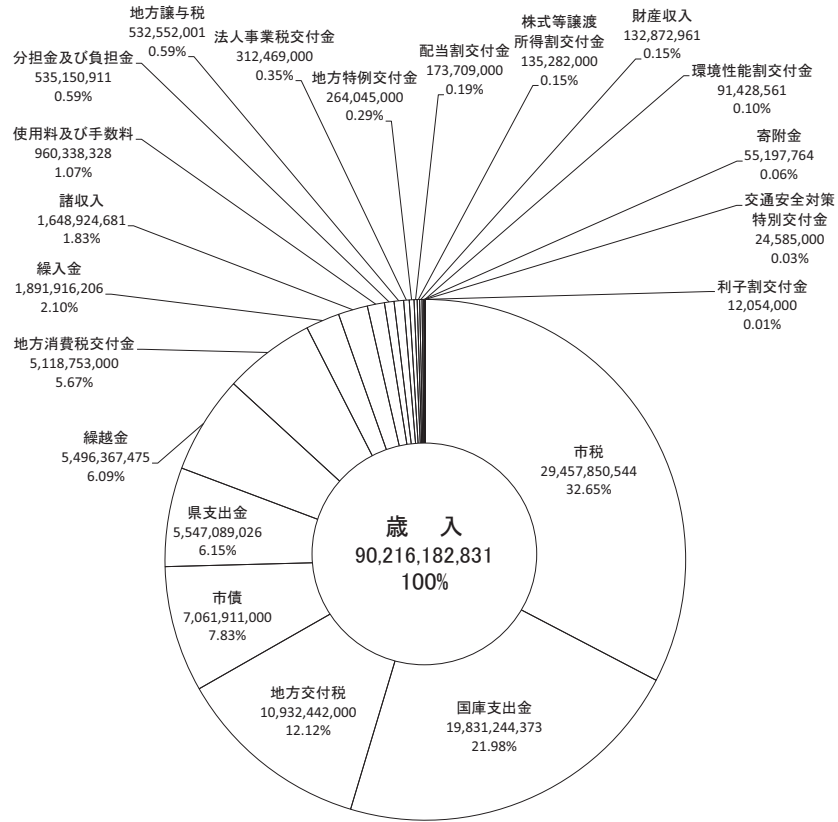 地方譲与税
532,552,001
0.59%
法人事業税交付金
312,469,000
0.35%
地方特例交付金
264,045,000
0.29%
配当割交付金
173,709,000
0.19%
株式等譲渡
所得割交付金
135,282,000
0.15%
財産収入
132,872,961
0.15%
環境性能割交付金
91,428,561
0.10%
寄附金
55,197,764
0.06%
交通安全対策
特別交付金
24,585,000
0.03%
利子割交付金
12,054,000
0.01%
分担金及び負担金
535,150,911
0.59%
使用料及び手数料
960,338,328
1.07%
諸収入
1,648,924,681
1.83%
繰入金
1,891,916,206
2.10%
地方消費税交付金
5,118,753,000
5.67%
繰越金
5,496,367,475
6.09%
県支出金
5,547,089,026
6.15%
市債
7,061,911,000
7.83%
地方交付税
10,932,442,000
12.12%
国庫支出金
19,831,244,373
21.98%
市税
29,457,850,544
32.65%
歳 入
90,216,182,831
100%